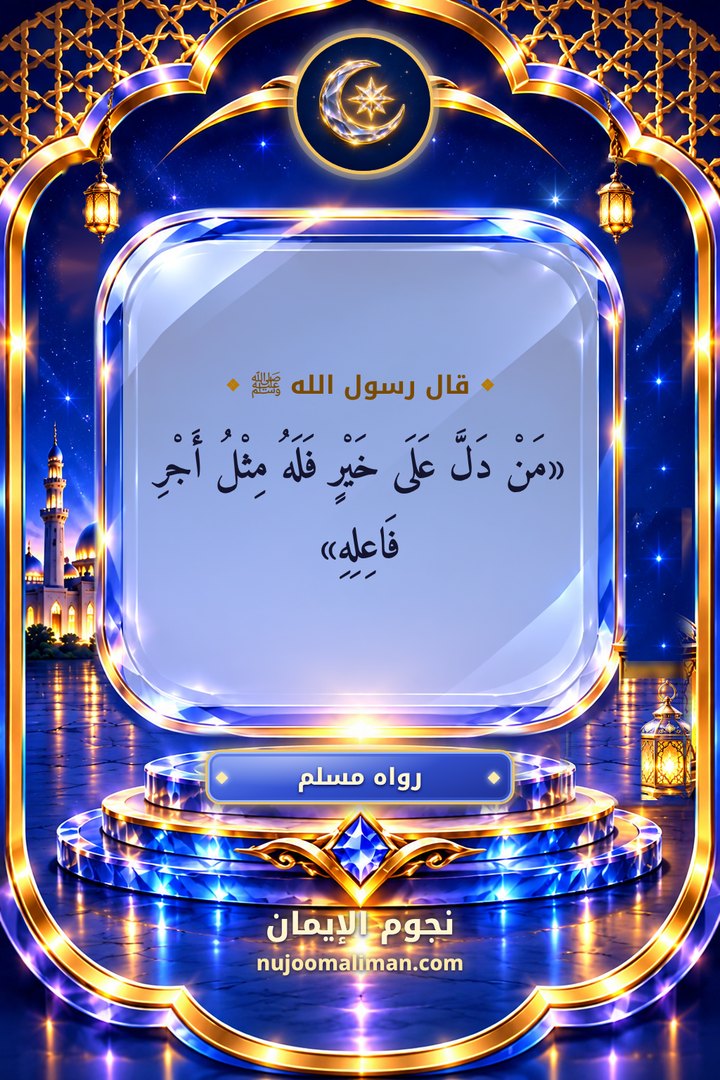 قال رسول الله ﷺ
«مَنْ دَلَّ عَلَى خَيْرٍ فَلَهُ مِثْلُ أَجْرِ
فَاعِلِهِ»
رواه مسلم
نجوم الإيمان
nujoomaliman.com